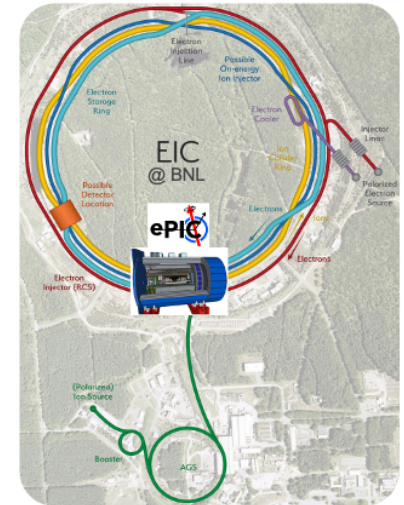 Electron
Injection
Line
Possible
On-energy
Ion Injector
Electron
Storage
Ring
Electron
Cooler
Injector
Linac
EIC
@ BNL
Ion
Collider
Ring
Polarized
Electron
Source
Possible
Detector
Location
Electrons
Ions
ePIC
Electrons
Electron
Injector (RCS)
(Polarized)
Ion Source
Booster
AGS